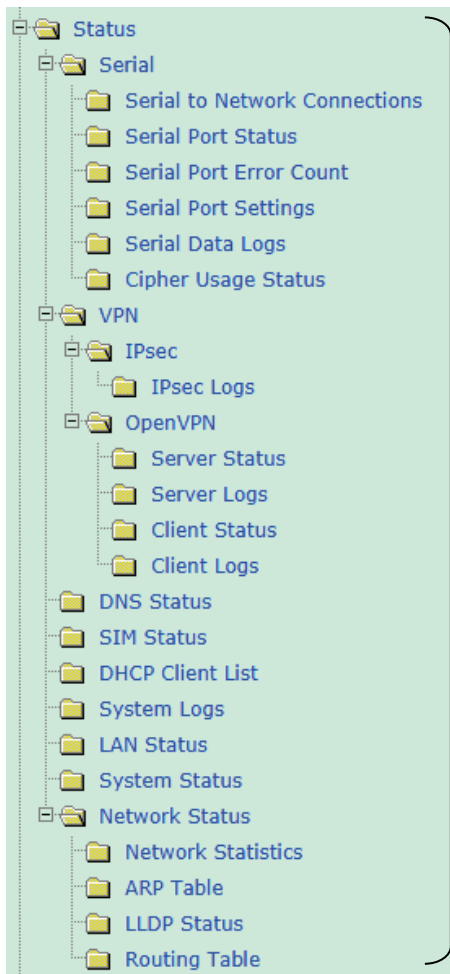 Status
Serial
Serial to Network Connections
Serial Port Status
Serial Port Error Count
Serial Port Settings
Serial Data Logs
Cipher Usage Status
VPN
IPsec
IPsec Logs
OpenVPN
Server Status
Server Logs
Client Status
Client Logs
DNS Status
SIM Status
DHCP Client List
System Logs
LAN Status
System Status
Network Status
Network Statistics
ARP Table
LLDP Status
Routing Table